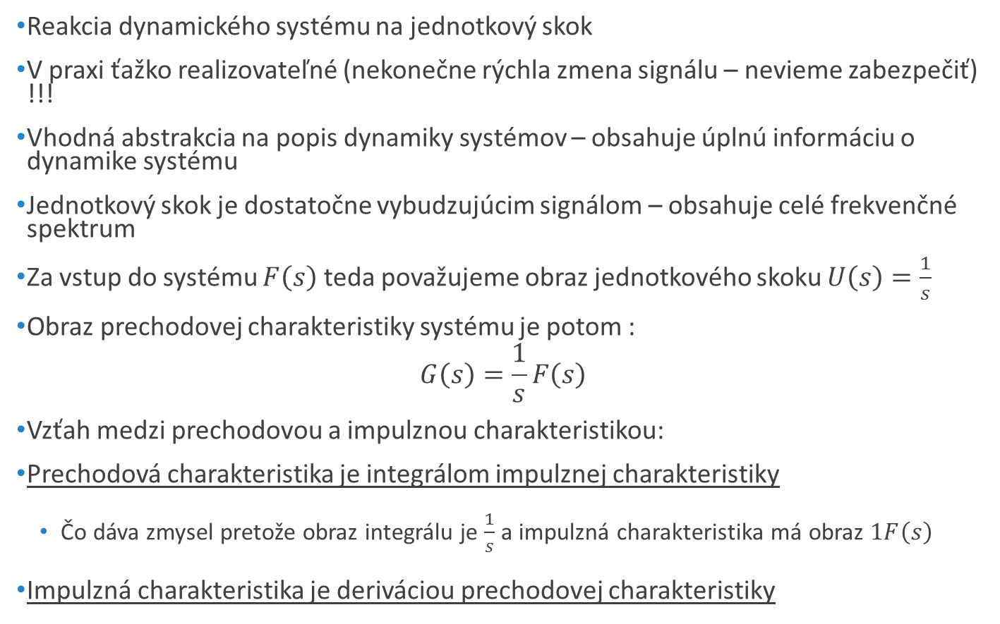 •Reakcia dynamického systému na jednotkový skok
•V praxi ťažko realizovateľné (nekonečne rýchla zmena signálu – nevieme zabezpečiť)
!!!
•Vhodná abstrakcia na popis dynamiky systémov – obsahuje úplnú informáciu o
dynamike systému
•Jednotkový skok je dostatočne vybudzujúcim signálom – obsahuje celé frekvenčné
spektrum
•Za vstup do systému F(s) teda považujeme obraz jednotkového skoku U(s) = 1/s
•Obraz prechodovej charakteristiky systému je potom :
G(s) = 1/s F(s)
•Vzťah medzi prechodovou a impulznou charakteristikou:
•Prechodová charakteristika je integrálom impulznej charakteristiky
• Čo dáva zmysel pretože obraz integrálu je 1/s a impulzná charakteristika má obraz 1F(s)
•Impulzná charakteristika je deriváciou prechodovej charakteristiky